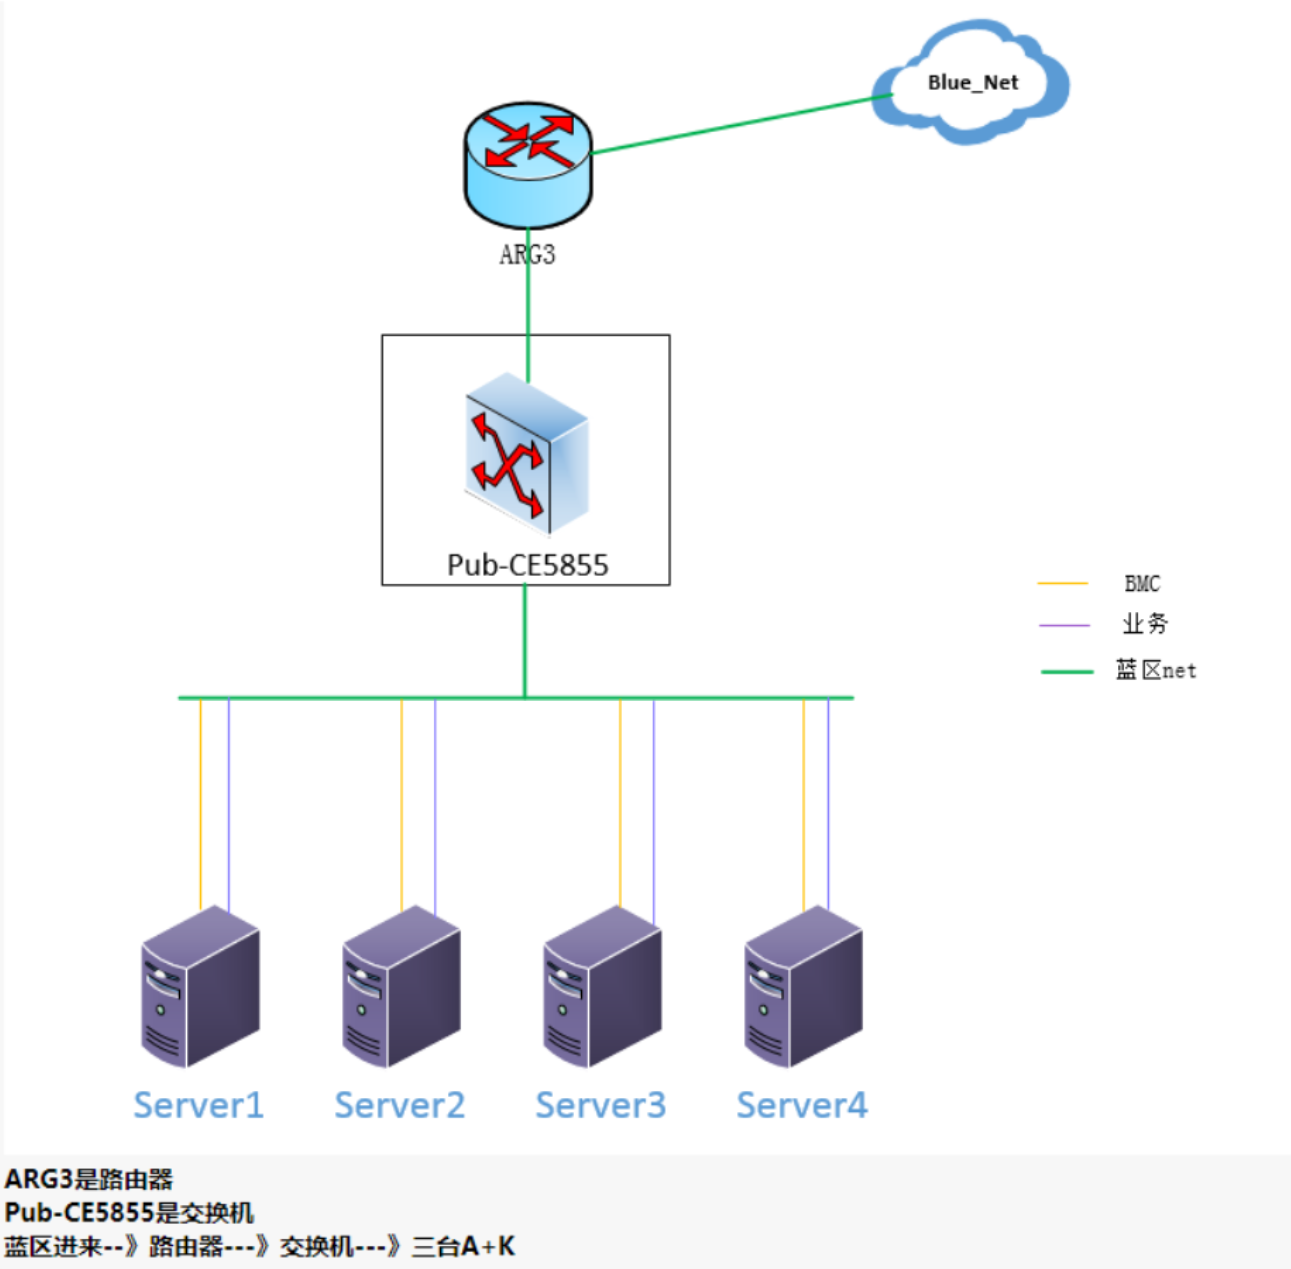 Blue_Net
ARG3
Pub-CE5855
BMC
业务
蓝区net
Server1 Server2 Server3 Server4
ARG3是路由器
Pub-CE5855是交换机
蓝区进来--》路由器---》交换机---》三台A+K